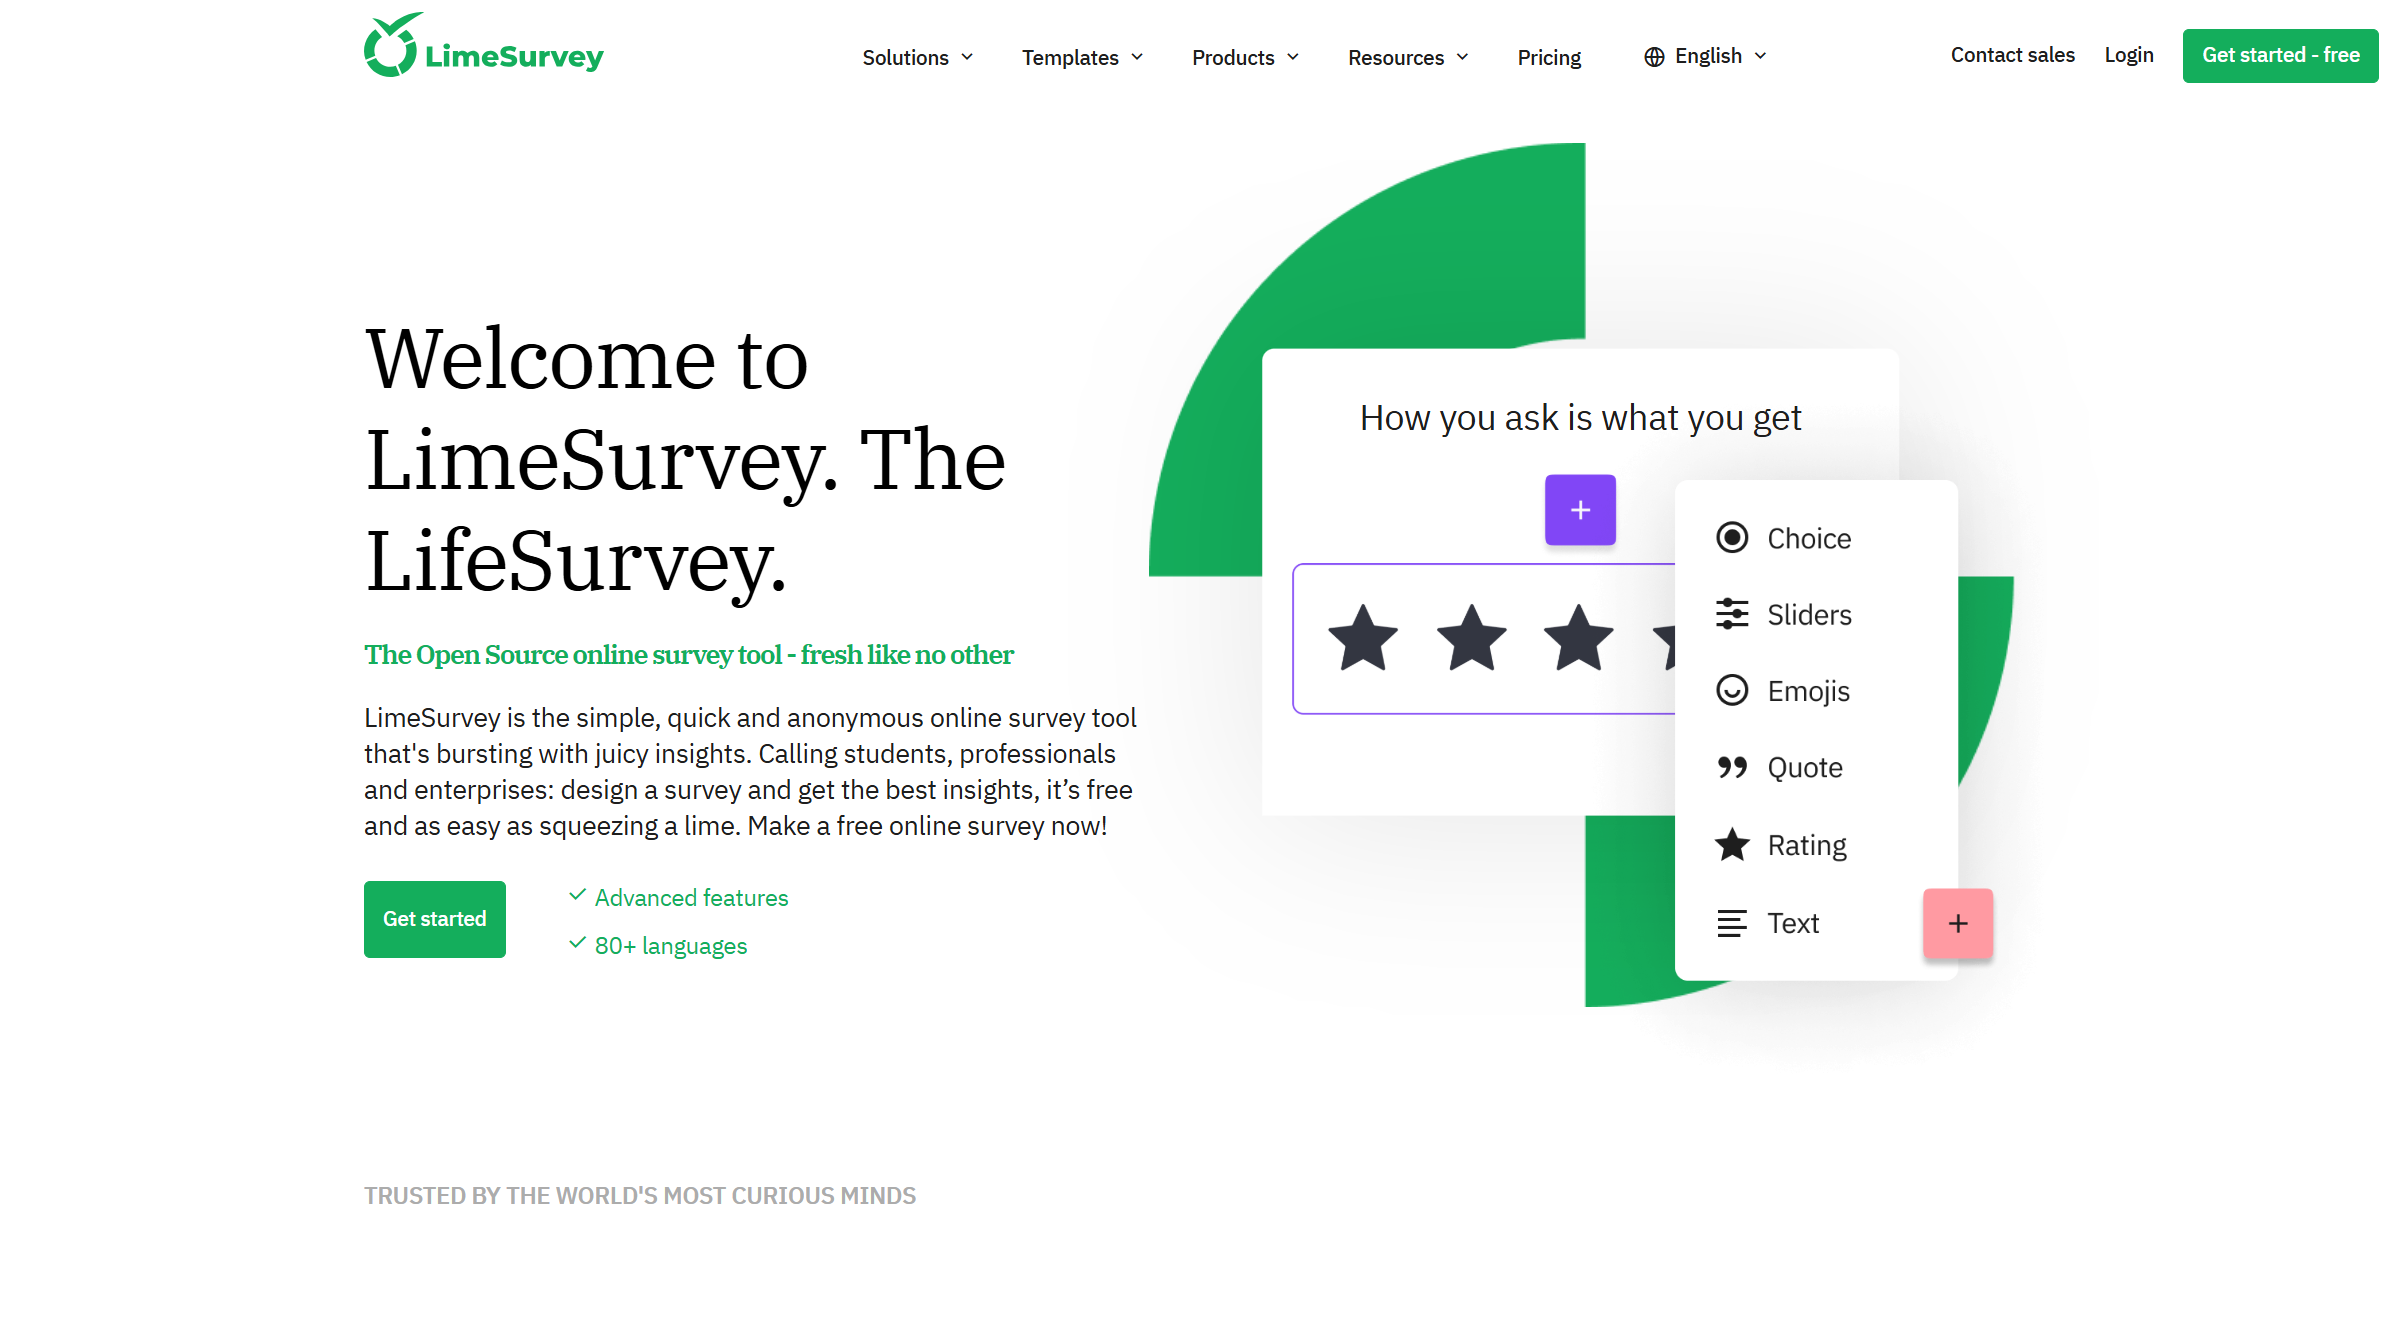 LimeSurvey
Solutions
Templates
Products
Resources
Pricing
English
Contact sales
Login
Get started - free
Welcome to
LimeSurvey. The
LifeSurvey.
The Open Source online survey tool - fresh like no other
LimeSurvey is the simple, quick and anonymous online survey tool
that's bursting with juicy insights. Calling students, professionals
and enterprises: design a survey and get the best insights, it’s free
and as easy as squeezing a lime. Make a free online survey now!
Get started
Advanced features
80+ languages
How you ask is what you get
Choice
Sliders
Emojis
Quote
Rating
Text
TRUSTED BY THE WORLD'S MOST CURIOUS MINDS